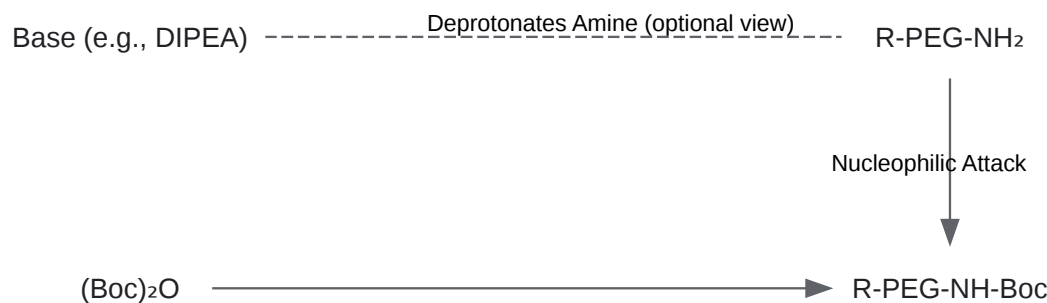 Deprotonates Amine (optional view)
Base (e.g., DIPEA)
R-PEG-NH₂
Nucleophilic Attack
(Boc)₂O
R-PEG-NH-Boc